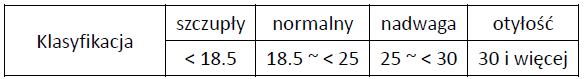 Klasyfikacja szczupły normalny nadwaga otyłość
< 18.5 18.5 ~ < 25 25 ~ < 30 30 i więcej